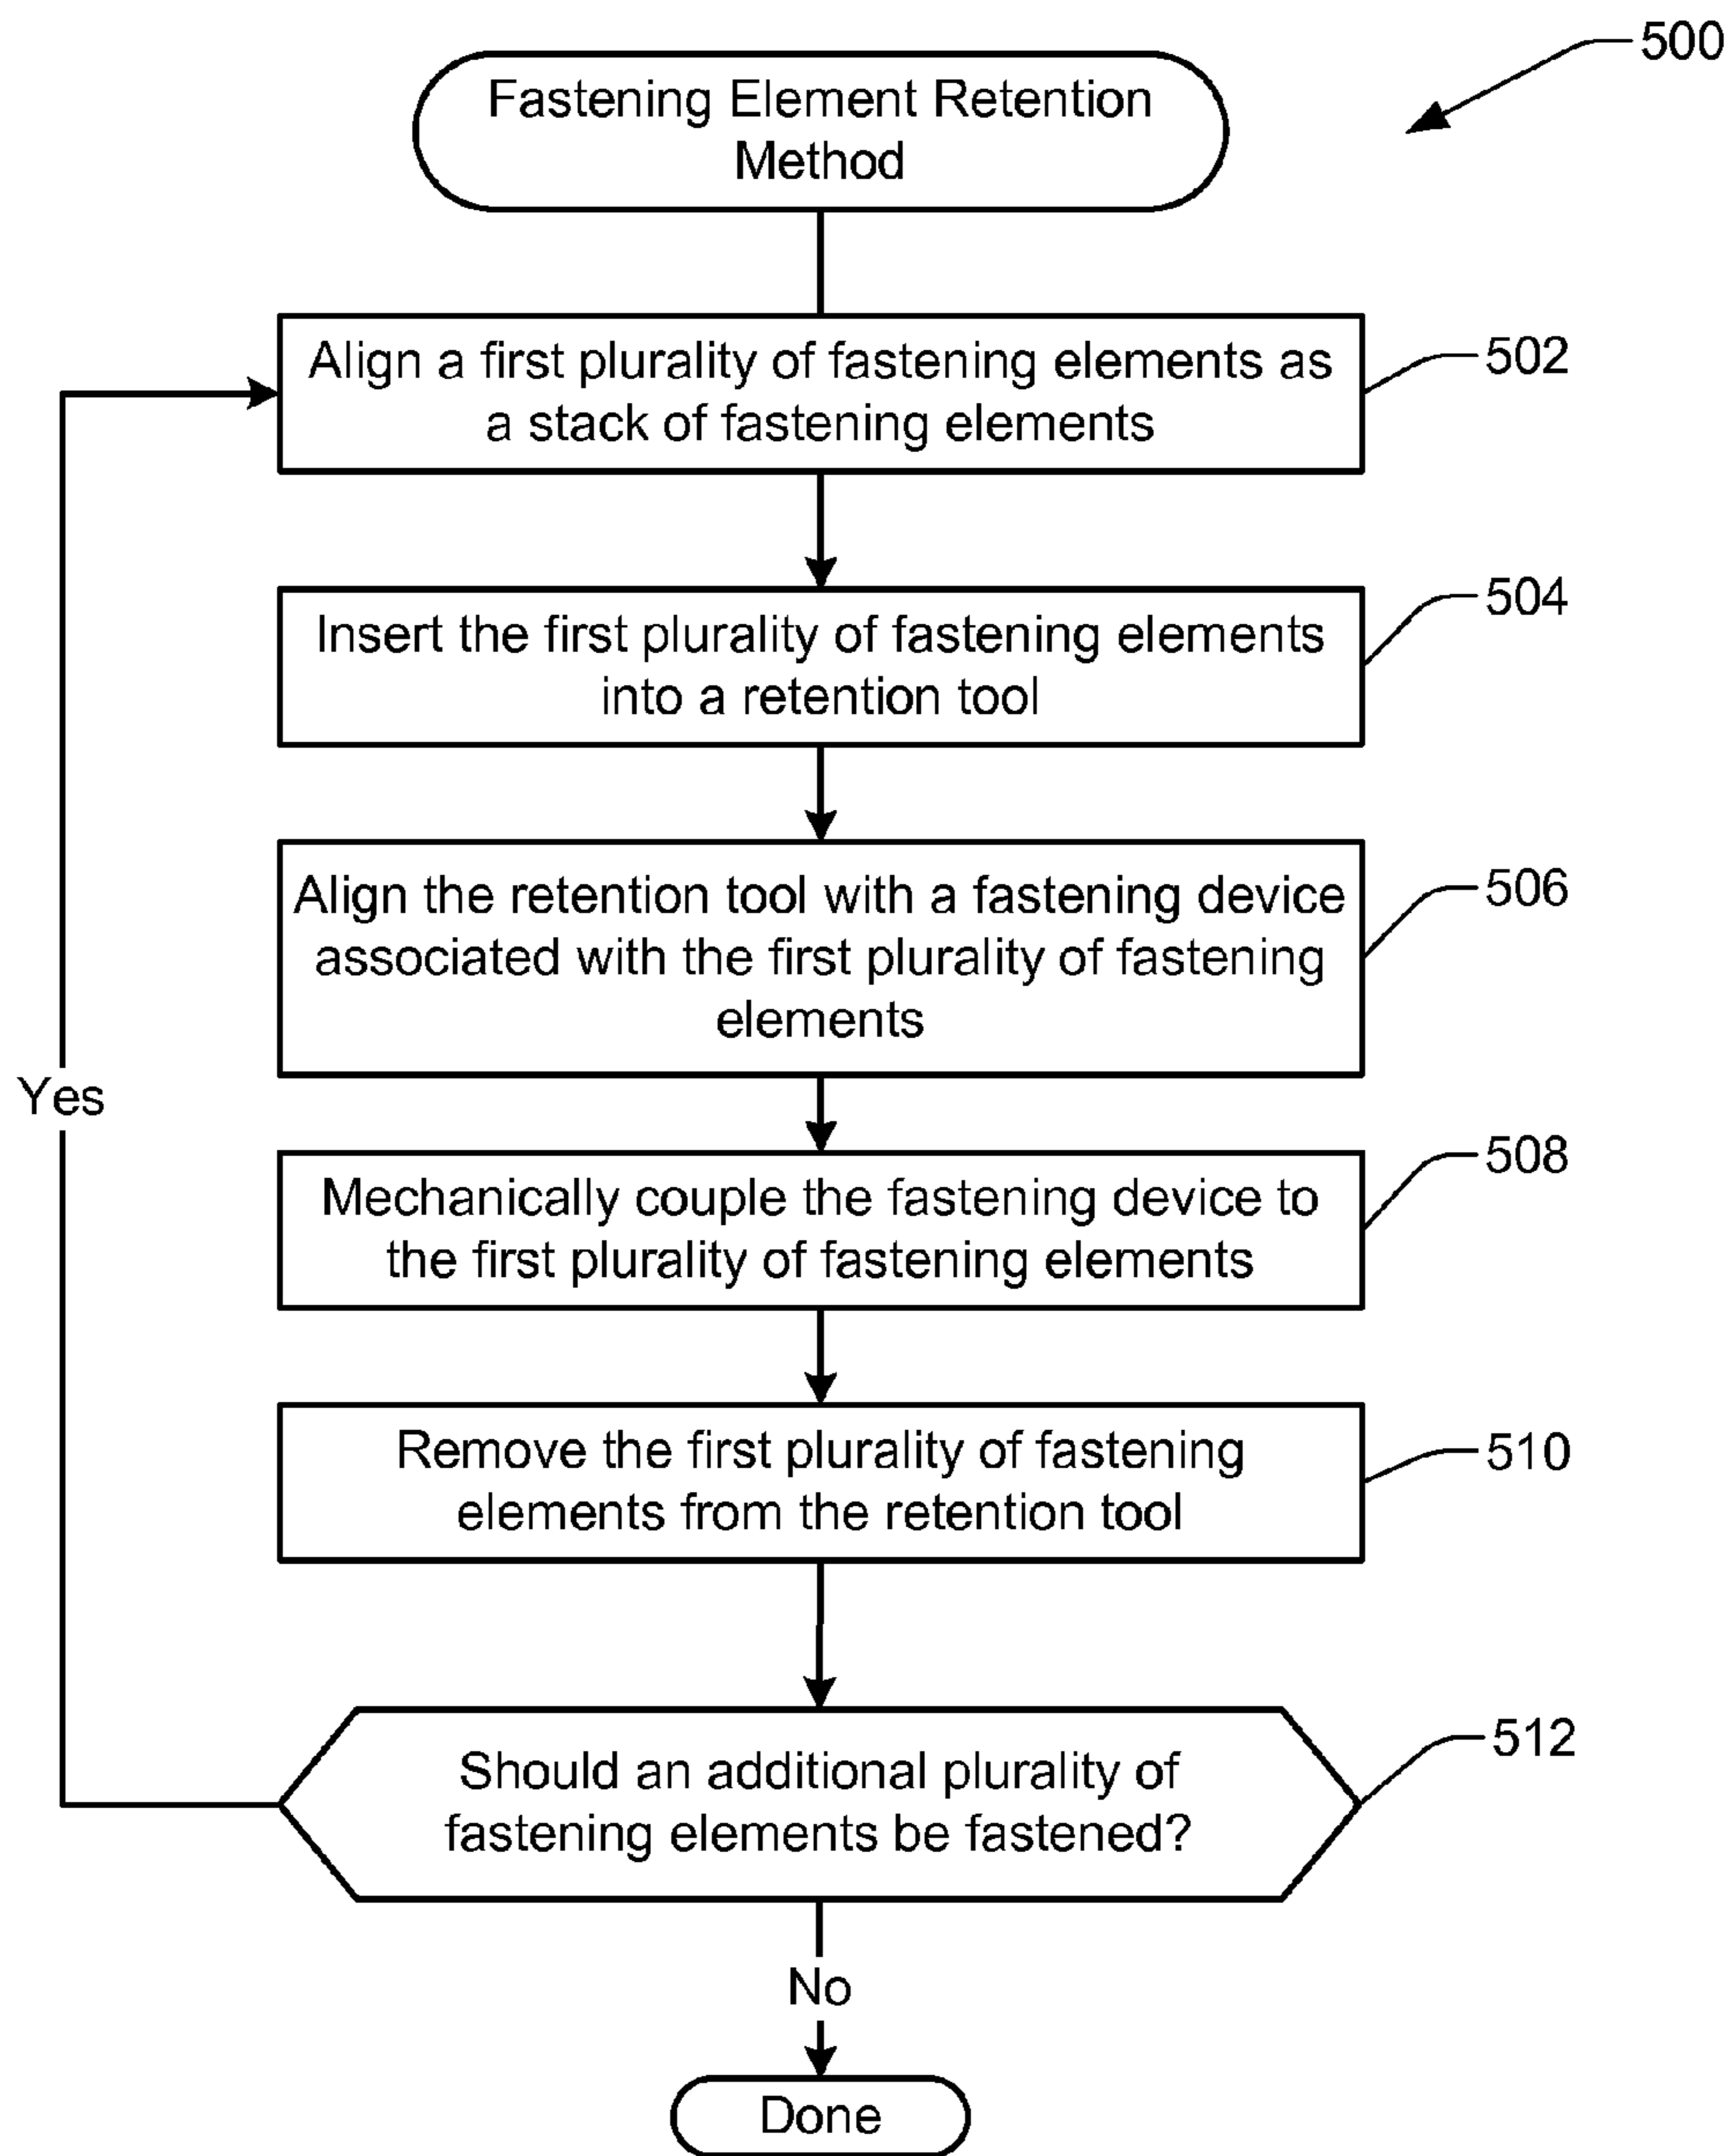 500
Fastening Element Retention
Method
Align a first plurality of fastening elements as
a stack of fastening elements
502
Insert the first plurality of fastening elements
into a retention tool
504
Align the retention tool with a fastening device
associated with the first plurality of fastening
elements
506
Yes
Mechanically couple the fastening device to
the first plurality of fastening elements
508
Remove the first plurality of fastening
elements from the retention tool
510
Should an additional plurality of
fastening elements be fastened?
512
No
Done